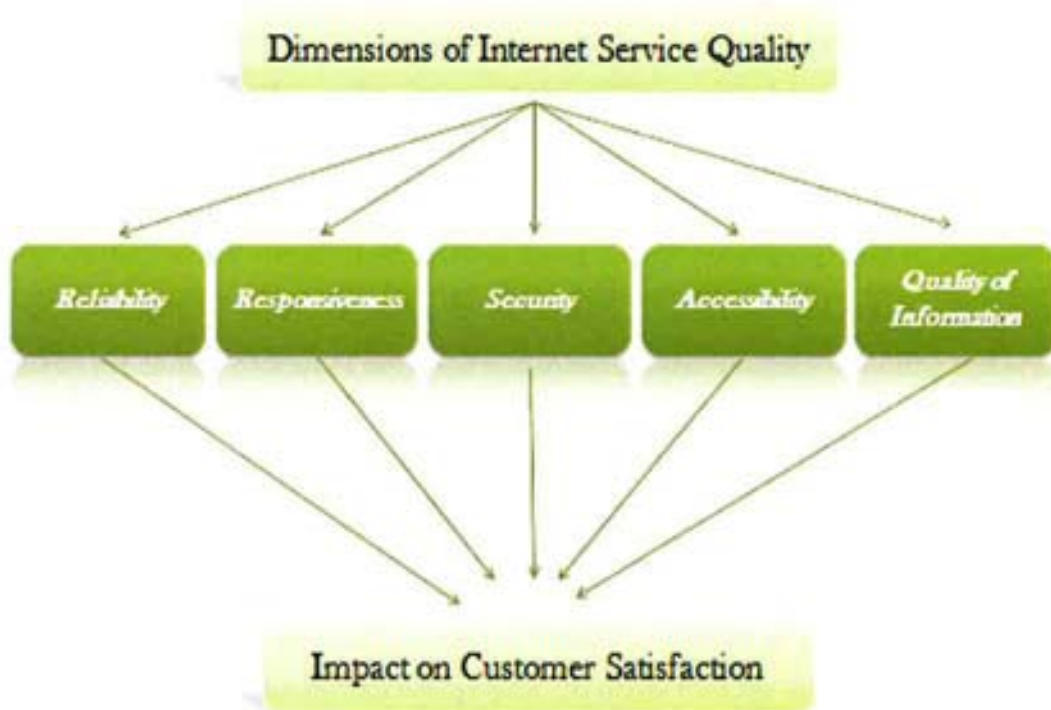 Dimensions of Internet Service Quality
Reliability
Responsiveness
Security
Accessibility
Quality of
Information
Impact on Customer Satisfaction